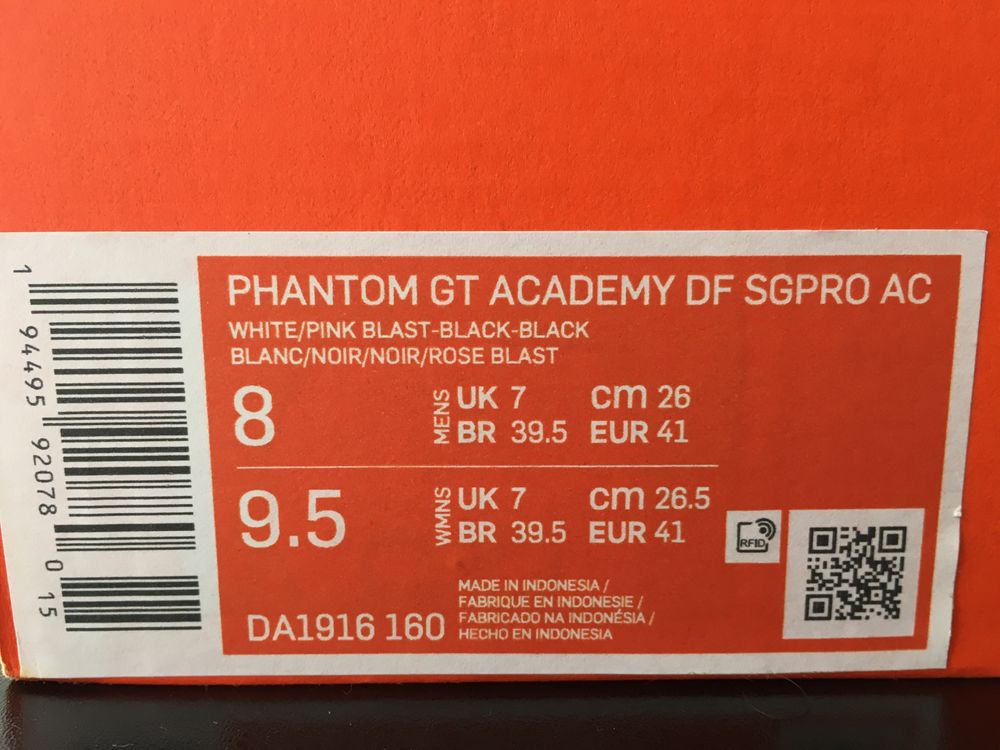 PHANTOM GT ACADEMY DF SGPRO AC
WHITE/PINK BLAST-BLACK-BLACK
BLANC/NOIR/NOIR/ROSE BLAST
8 MENS UK 7 cm 26
BR 39.5 EUR 41
9.5 WMNS UK 7 cm 26.5
BR 39.5 EUR 41
RFID
MADE IN INDONESIA /
FABRIQUE EN INDONESIE /
FABRICADO NA INDONÉSIA /
HECHO EN INDONESIA
DA1916 160
1 94495 92078 0 15